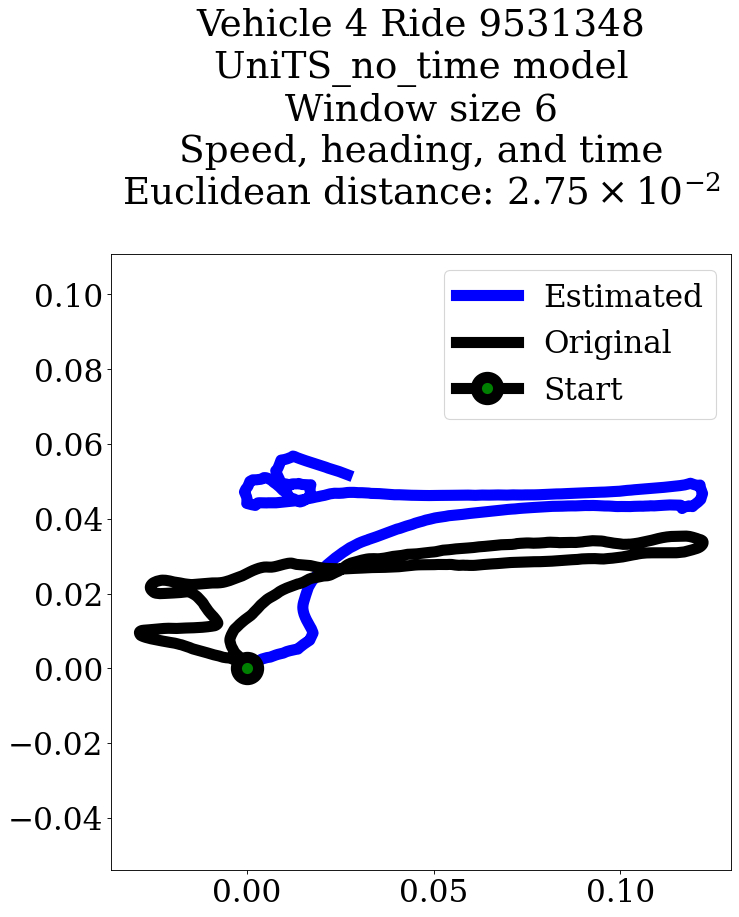 Vehicle 4 Ride 9531348
UniTS_no_time model
Window size 6
Speed, heading, and time
Euclidean distance: 2.75 × 10⁻²
Estimated
Original
Start
0.10
0.08
0.06
0.04
0.02
0.00
−0.02
−0.04
0.00 0.05 0.10